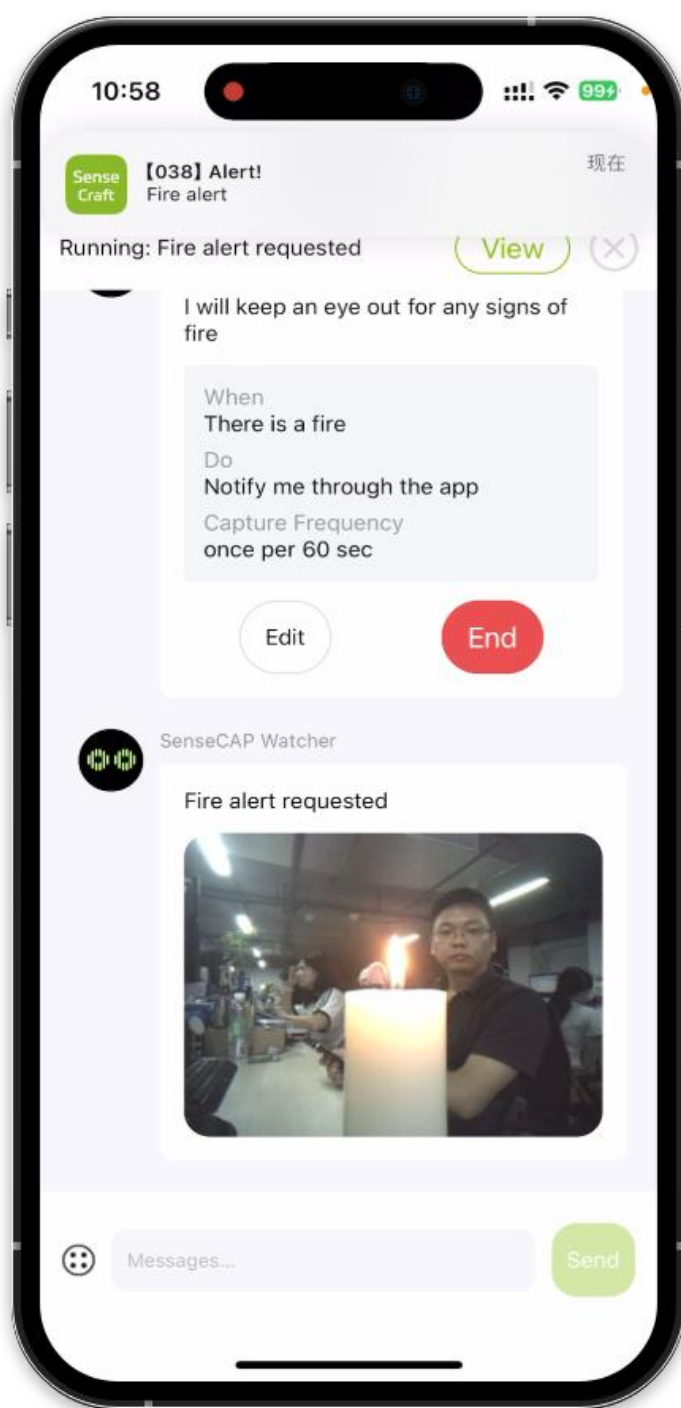 10:58
99
Sense
Craft
【038】Alert!
现在
Fire alert
Running: Fire alert requested
View
I will keep an eye out for any signs of
fire
When
There is a fire
Do
Notify me through the app
Capture Frequency
once per 60 sec
Edit
End
SenseCAP Watcher
Fire alert requested
Messages...
Send